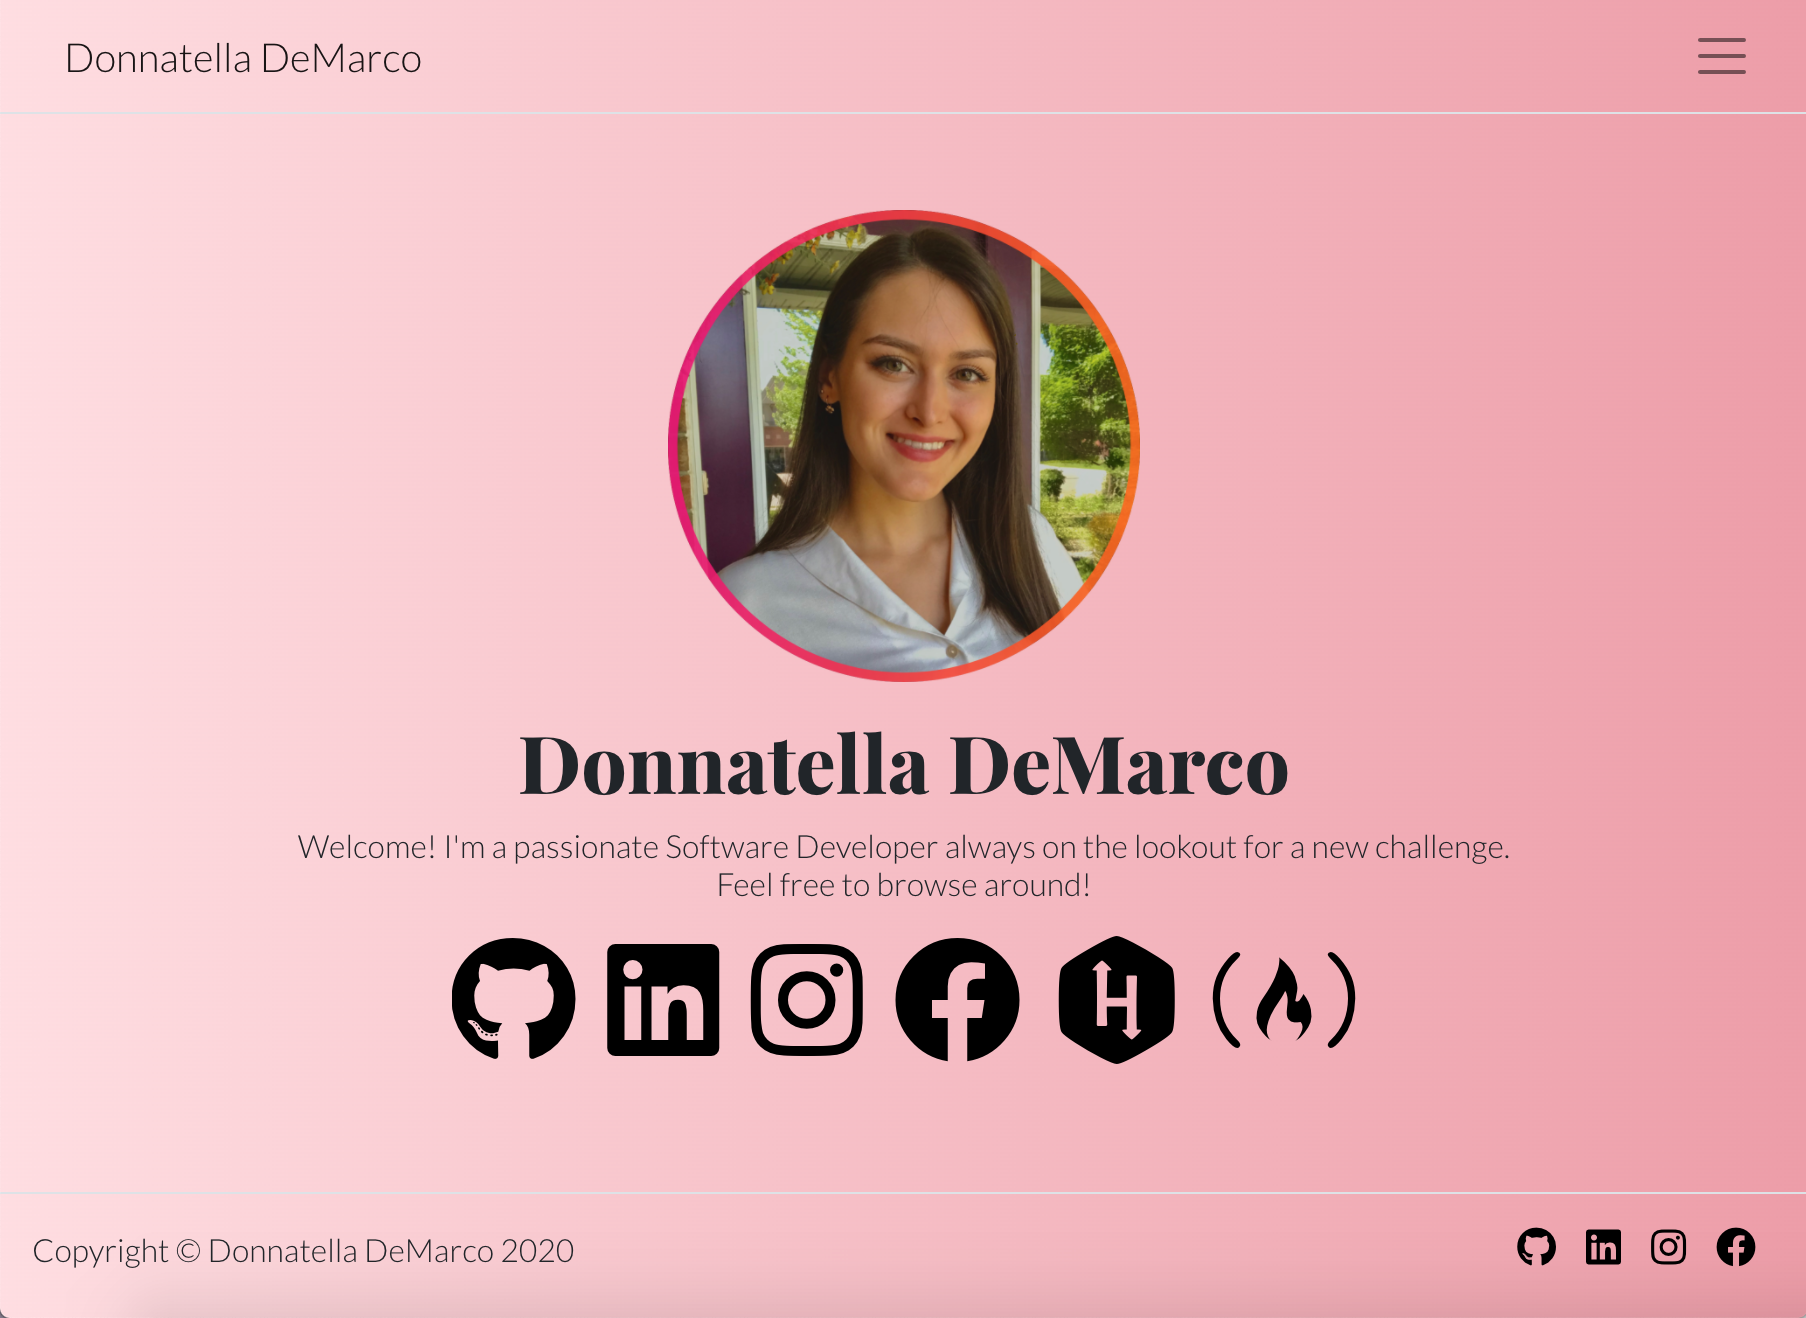 Donnatella DeMarco
Donnatella DeMarco
Welcome! I'm a passionate Software Developer always on the lookout for a new challenge.
Feel free to browse around!
Copyright © Donnatella DeMarco 2020